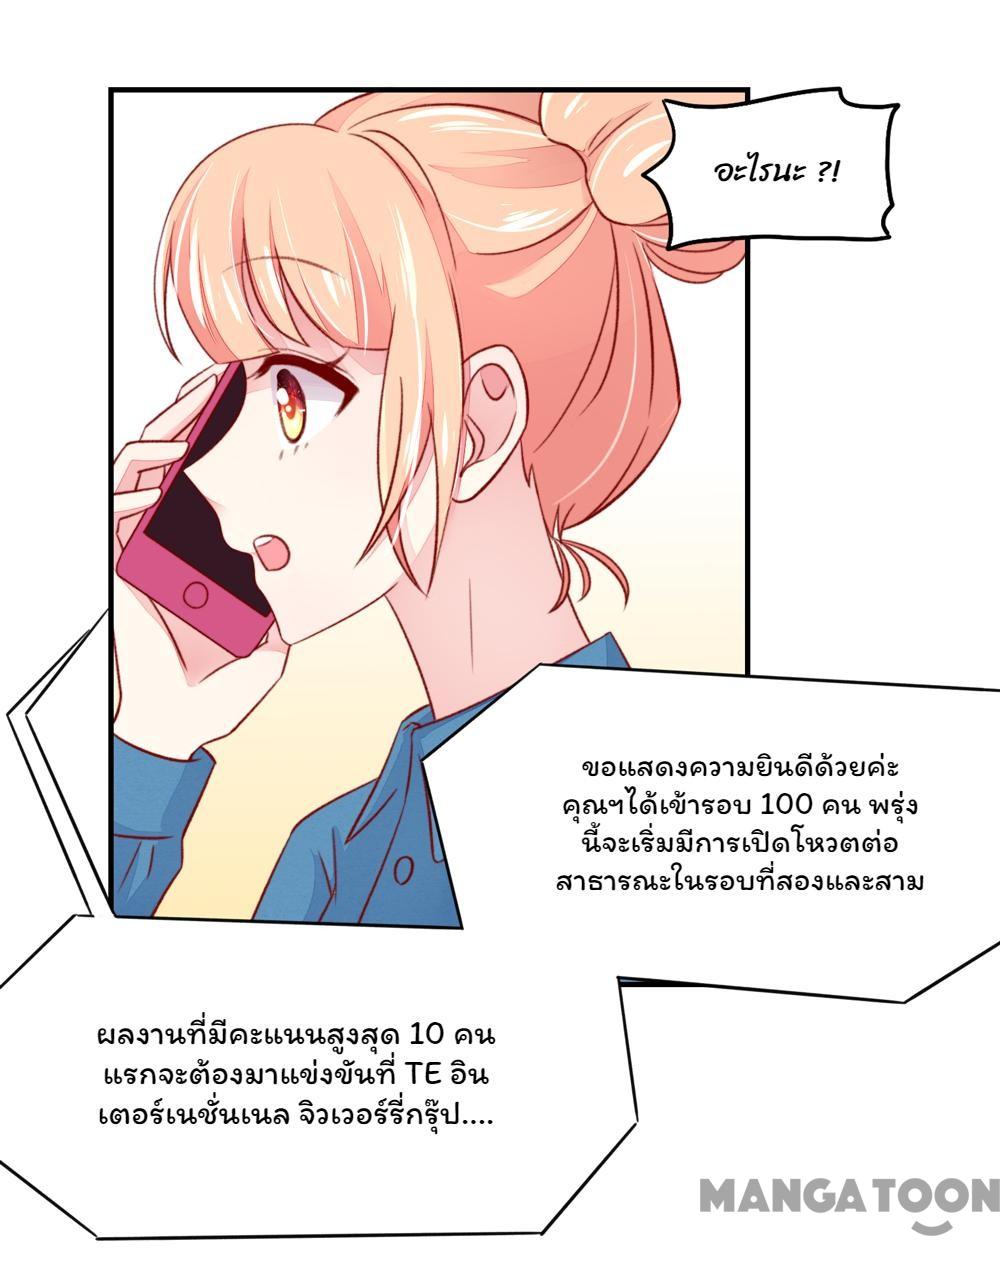 อะไรนะ ?!
ขอแสดงความยินดีด้วยค่ะ
คุณฯได้เข้ารอบ 100 คน พรุ่ง
นี้จะเริ่มมีการเปิดโหวตต่อ
สาธารณะในรอบที่สองและสาม
ผลงานที่มีคะแนนสูงสุด 10 คน
แรกจะต้องมาแข่งขันที่ TE อิน
เตอร์เนชั่นเนล จิวเวอร์รี่กรุ๊ป....
MANGATOON